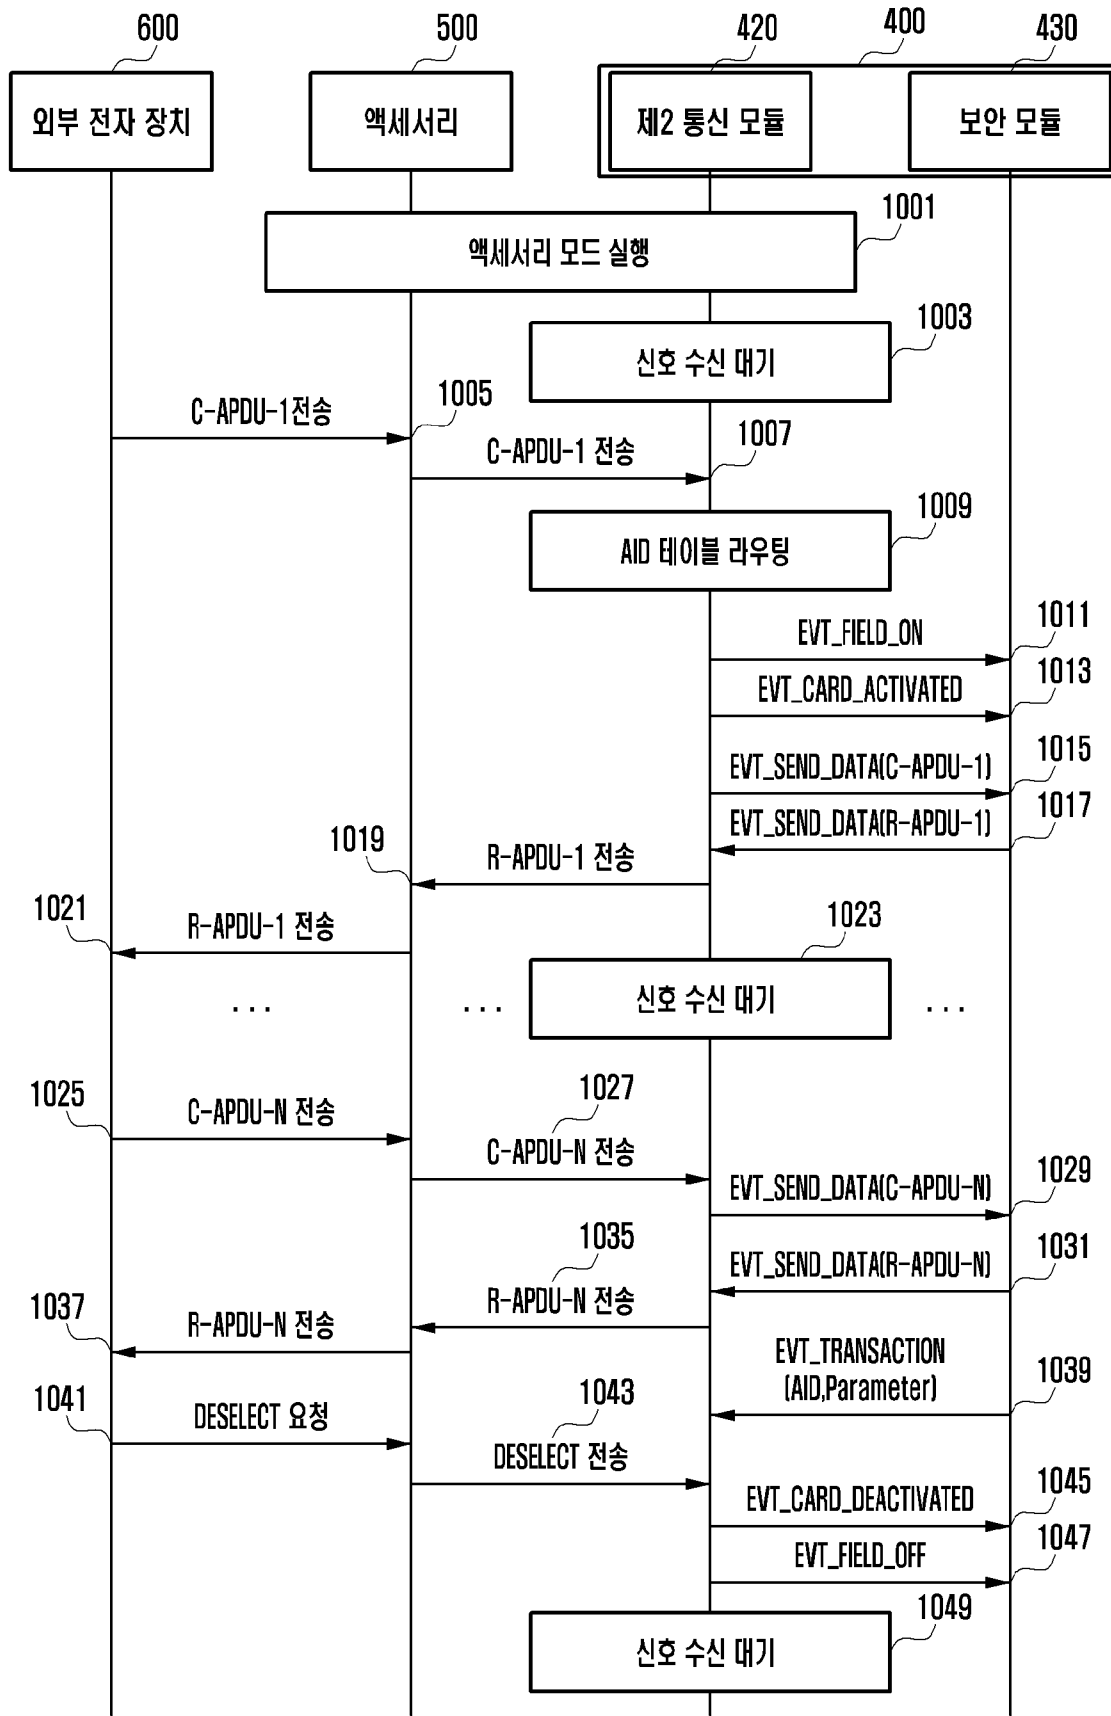 600
500
420
400
430
외부 전자 장치
액세서리
제2 통신 모듈
보안 모듈
1001
액세서리 모드 실행
1003
신호 수신 대기
C-APDU-1전송
1005
C-APDU-1 전송
1007
1009
AID 테이블 라우팅
EVT_FIELD_ON
1011
EVT_CARD_ACTIVATED
1013
EVT_SEND_DATA(C-APDU-1)
1015
EVT_SEND_DATA(R-APDU-1)
1017
R-APDU-1 전송
1019
R-APDU-1 전송
1021
1023
신호 수신 대기
...
...
...
1025
C-APDU-N 전송
1027
C-APDU-N 전송
EVT_SEND_DATA(C-APDU-N)
1029
EVT_SEND_DATA(R-APDU-N)
1031
1035
R-APDU-N 전송
1037
R-APDU-N 전송
EVT_TRANSACTION
(AID,Parameter)
1039
1041
DESELECT 요청
1043
DESELECT 전송
EVT_CARD_DEACTIVATED
1045
EVT_FIELD_OFF
1047
1049
신호 수신 대기